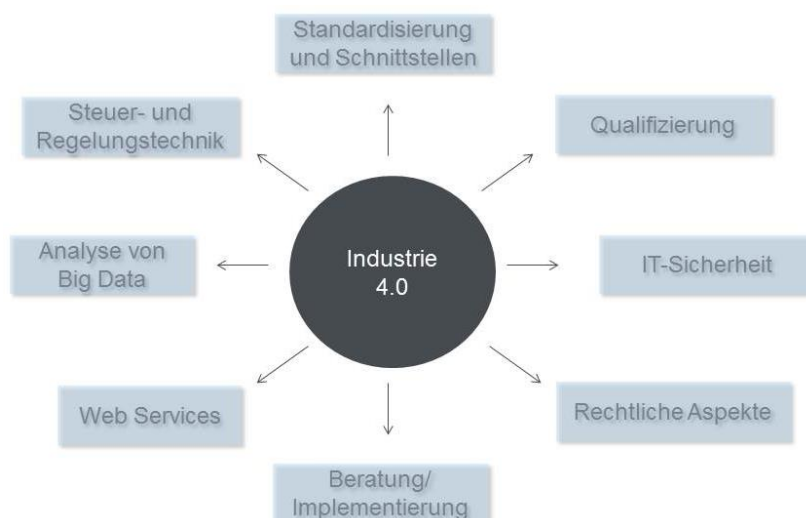 Standardisierung
und Schnittstellen
Steuer- und
Regelungstechnik
Qualifizierung
Analyse von
Big Data
Industrie
4.0
IT-Sicherheit
Web Services
Rechtliche Aspekte
Beratung/
Implementierung